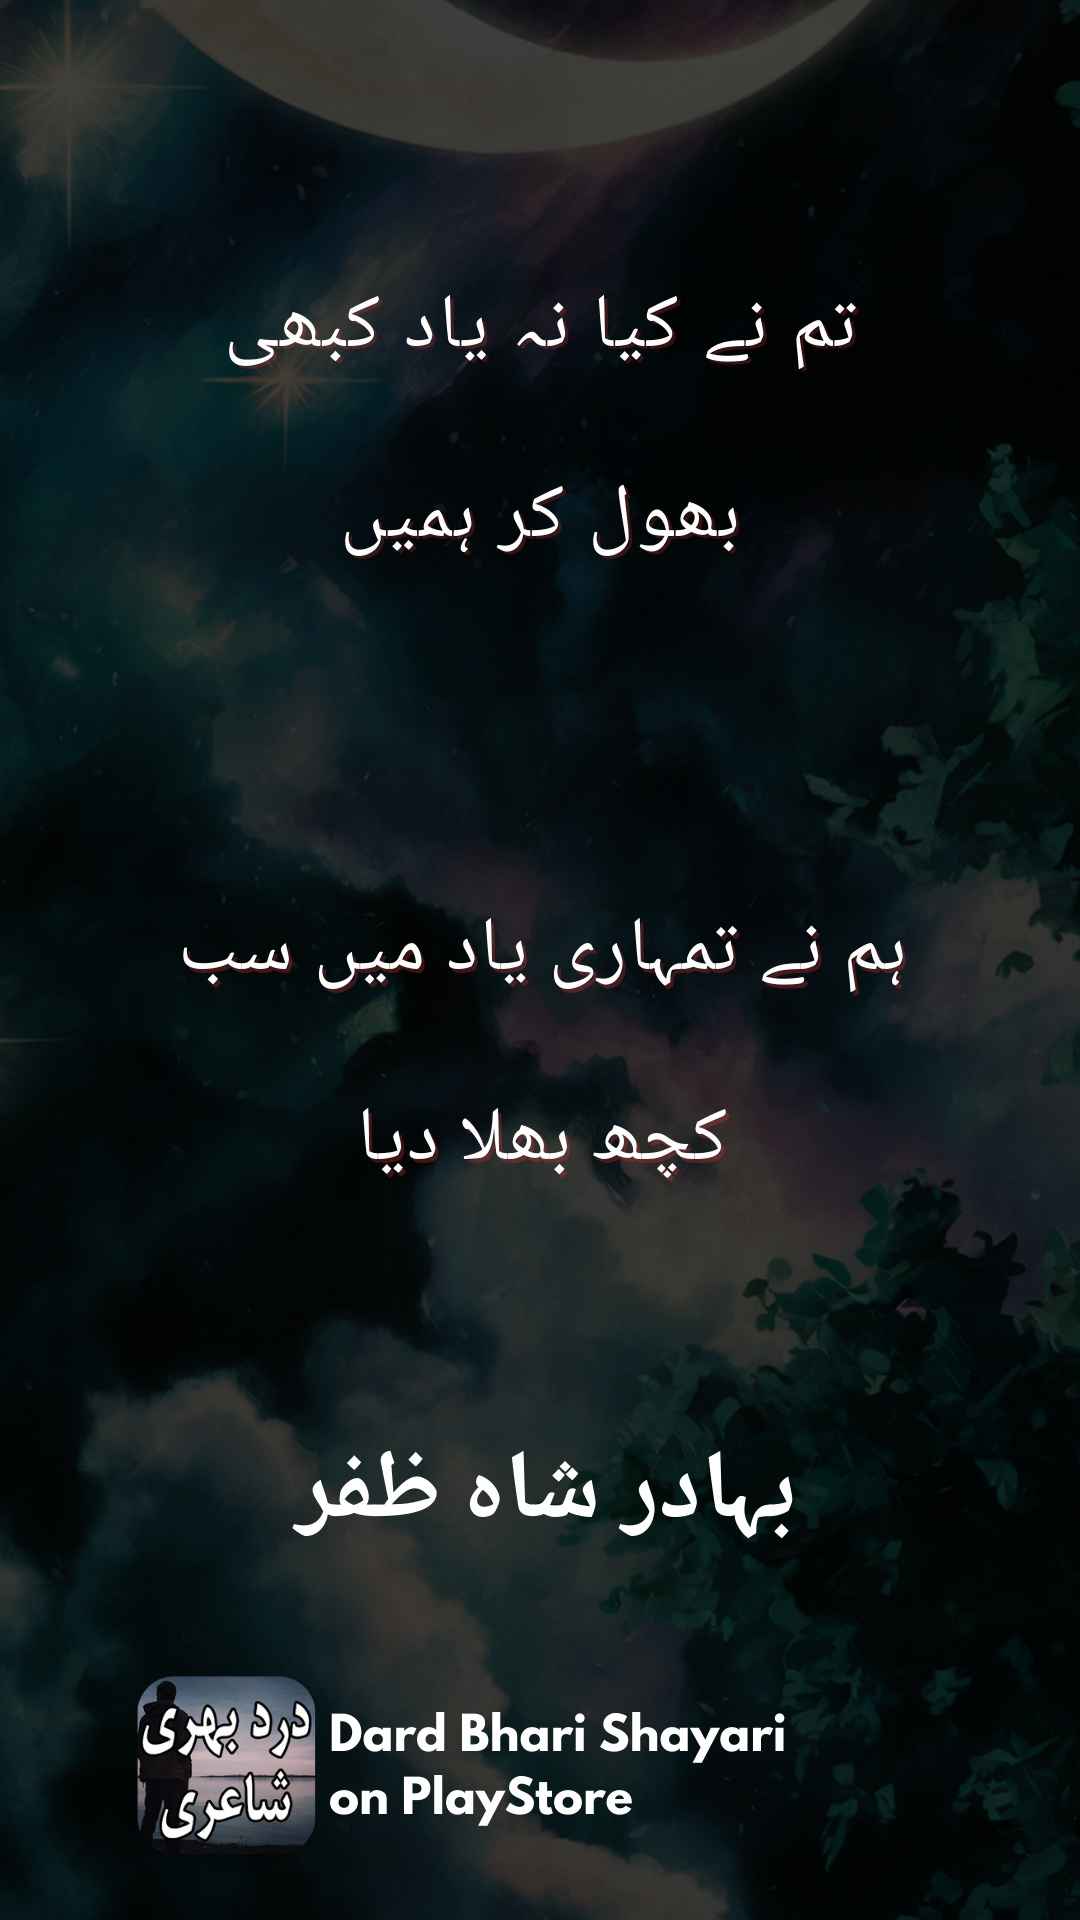 تم نے کیا نہ یاد کبھی
بھول کر ہمیں
ہم نے تمہاری یاد میں سب
کچھ بھلا دیا
بہادر شاہ ظفر
درد بھری
شاعری
Dard Bhari Shayari
on PlayStore